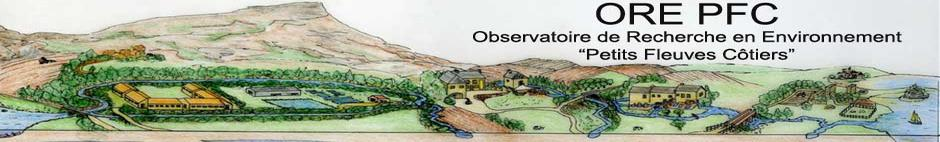 ORE PFC
Observatoire de Recherche en Environnement
“Petits Fleuves Côtiers”